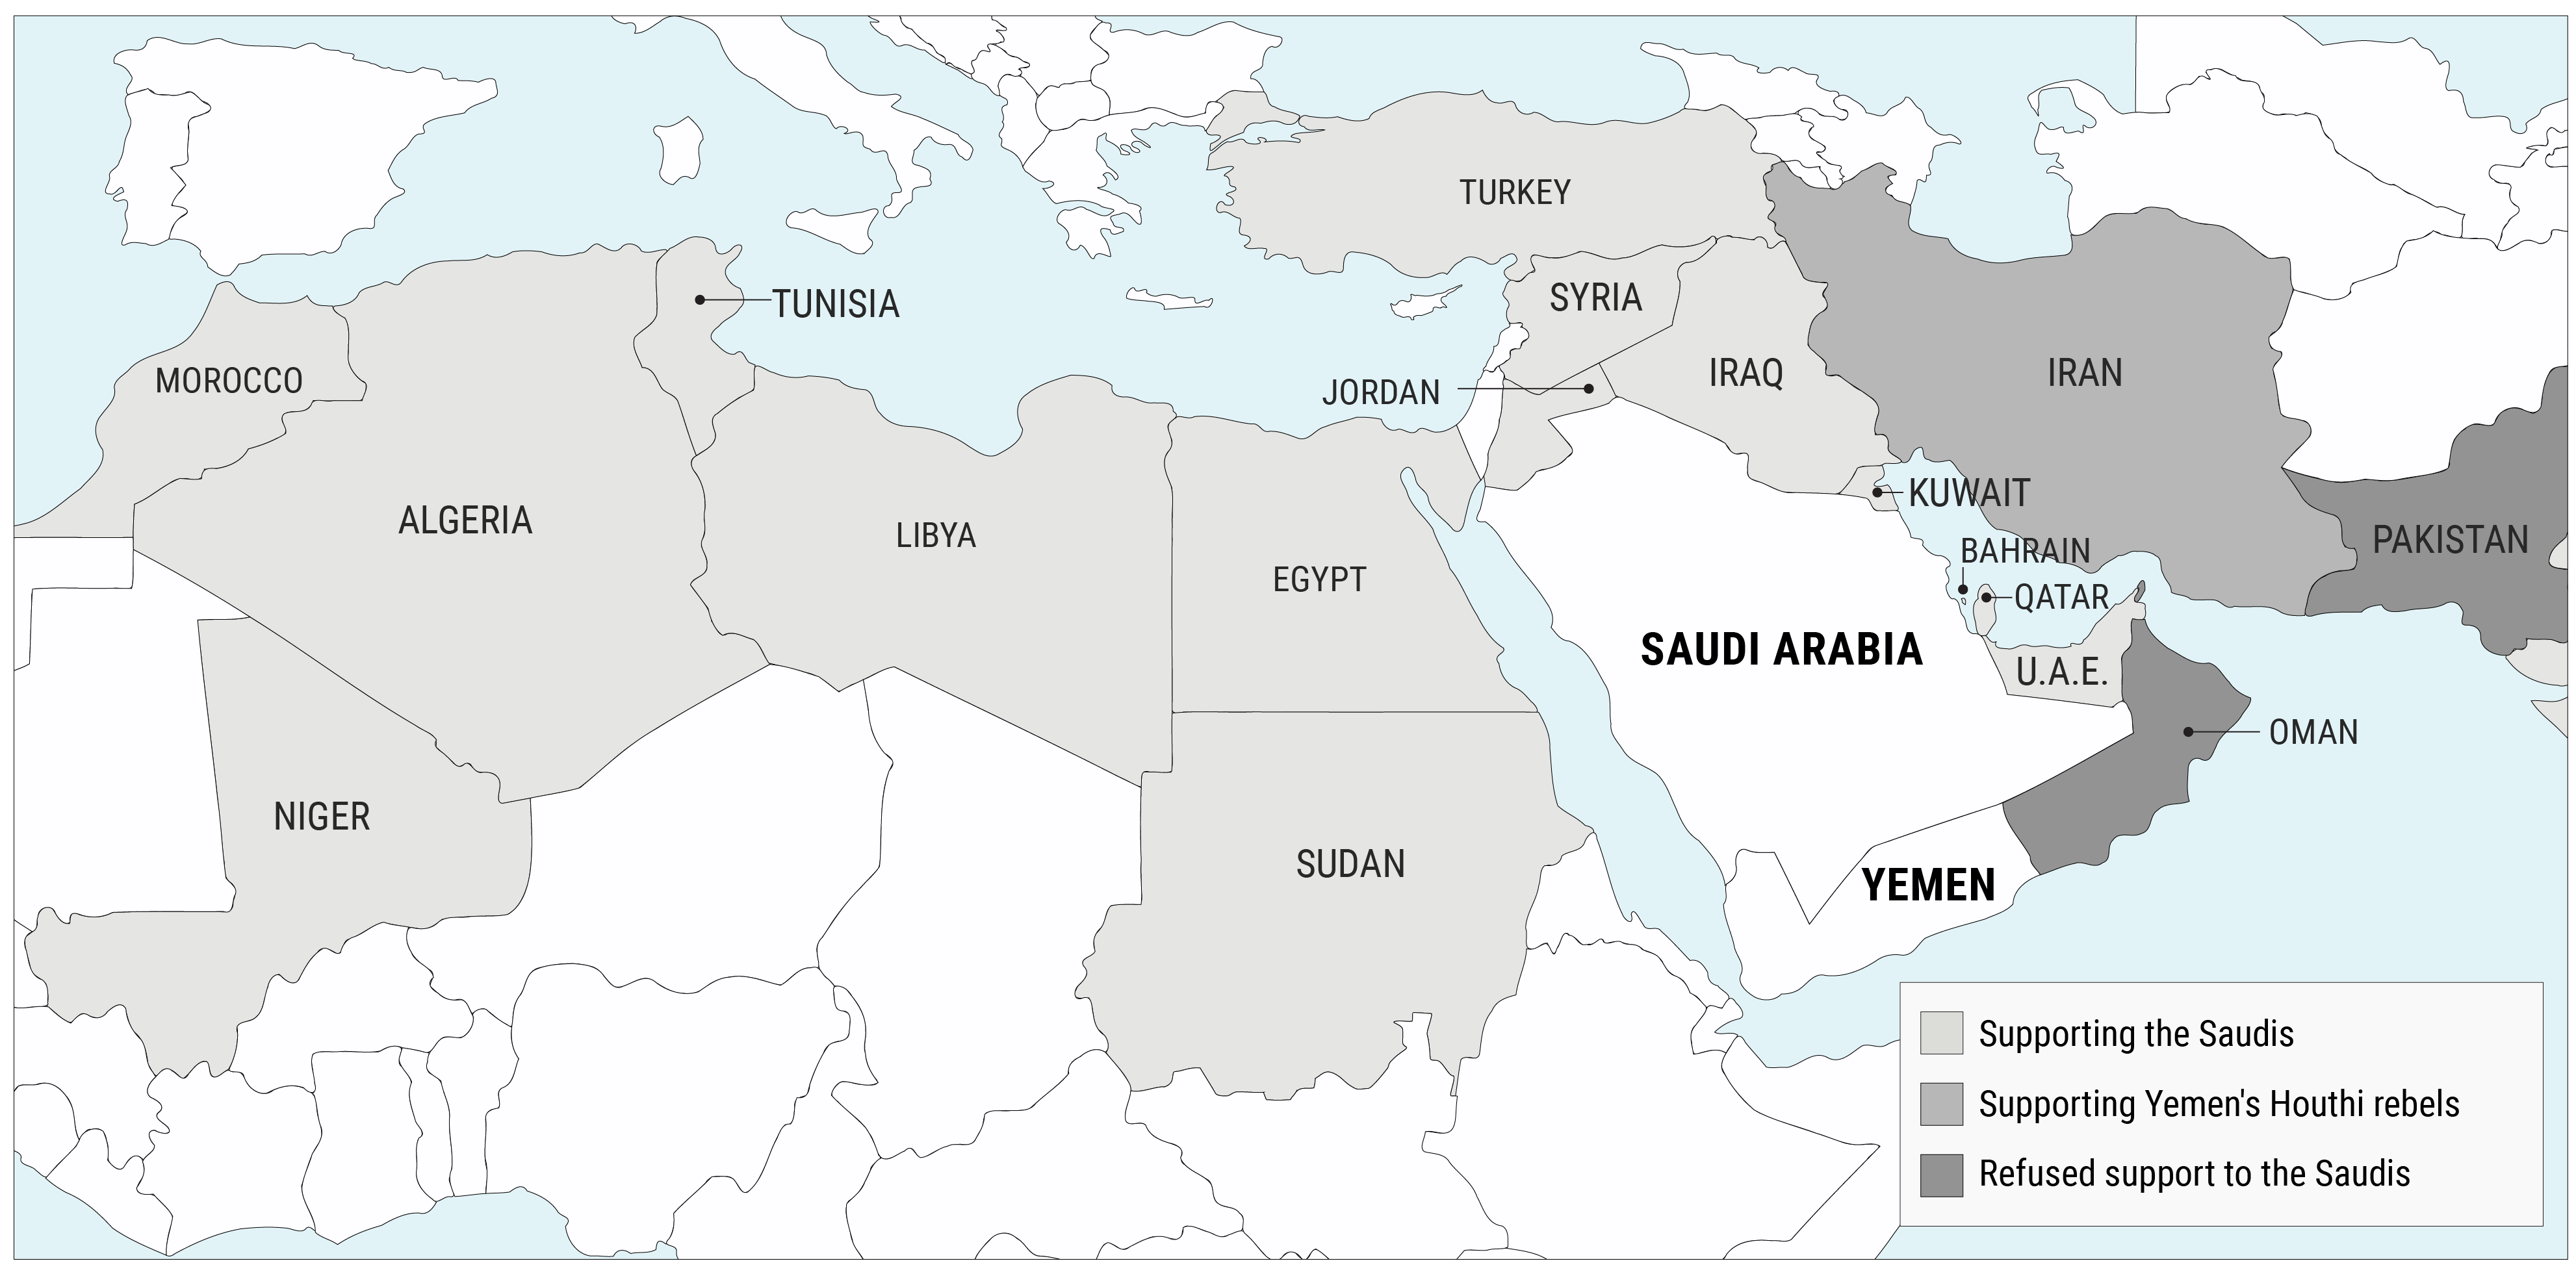 TURKEY
TUNISIA
SYRIA
MOROCCO
JORDAN
IRAQ
IRAN
ALGERIA
LIBYA
EGYPT
KUWAIT
PAKISTAN
BAHRAIN
QATAR
SAUDI ARABIA
U.A.E.
OMAN
NIGER
SUDAN
YEMEN
Supporting the Saudis
Supporting Yemen's Houthi rebels
Refused support to the Saudis